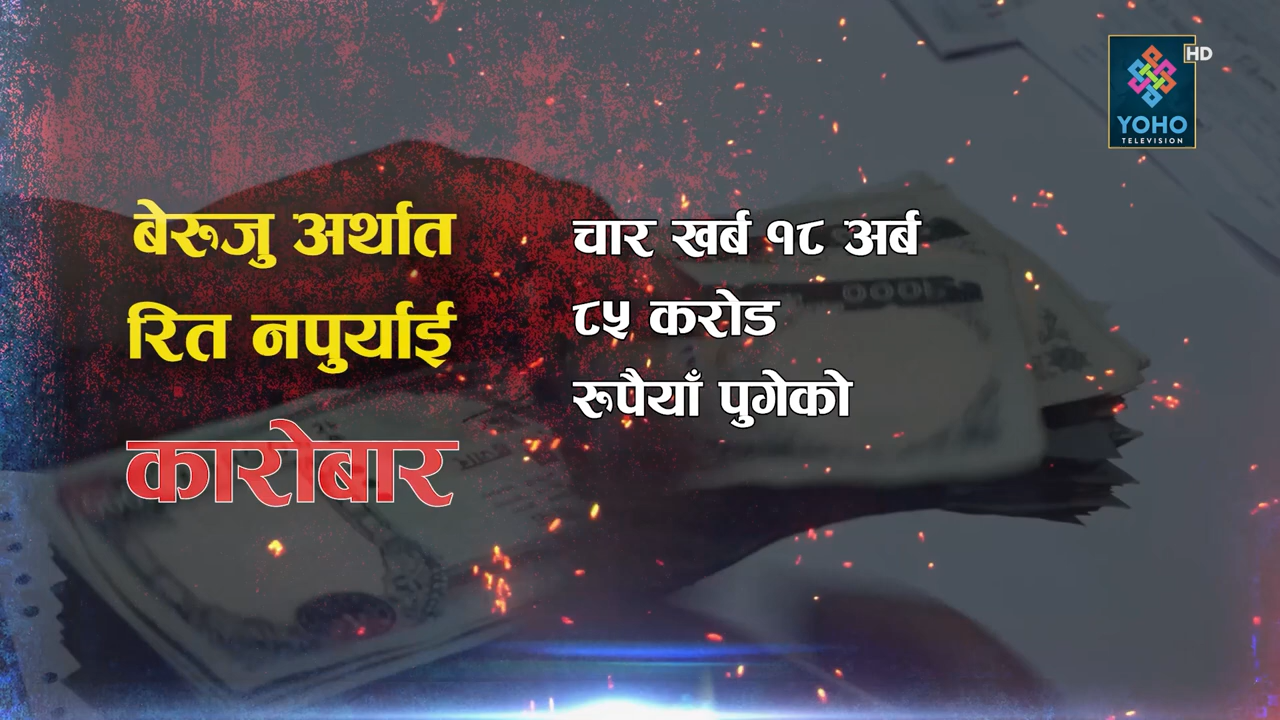 बेरुजु अर्थात
रित नपुर्याई
कारोबार
चार खर्ब १८ अर्ब
८५ करोड
रुपैयाँ पुगेको
HD
YOHO
TELEVISION